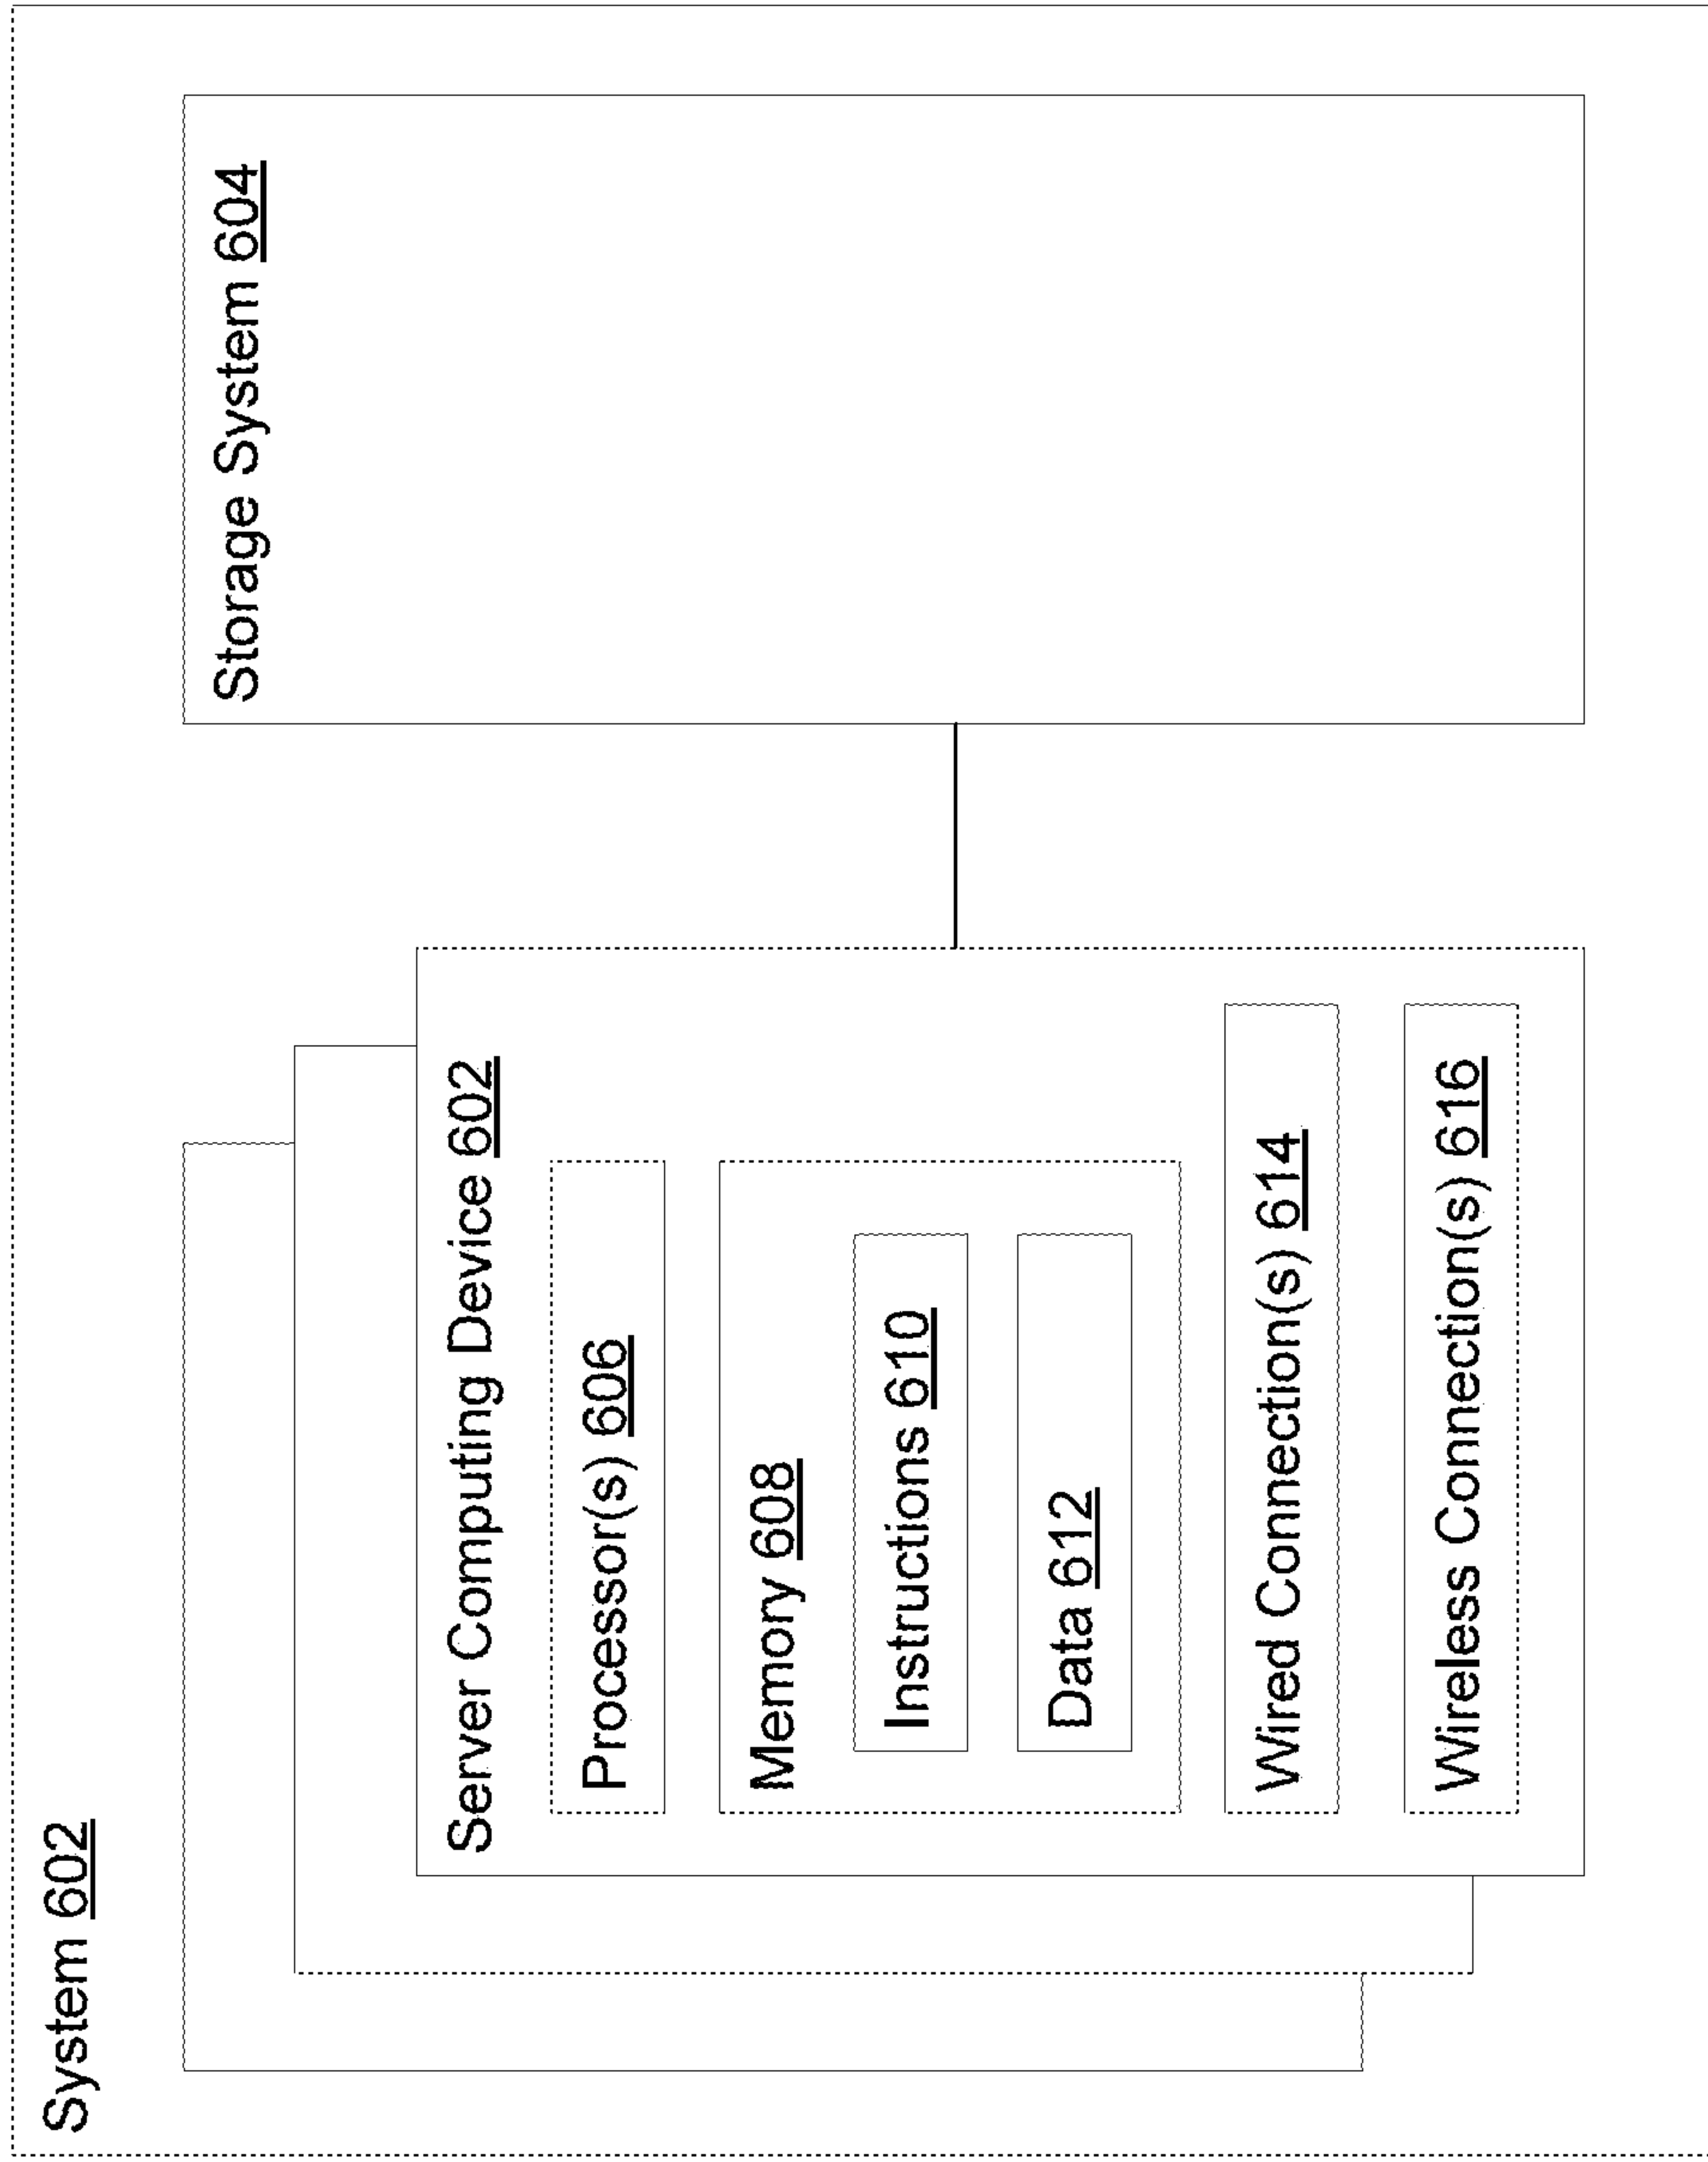 System 602
Server Computing Device 602
Processor(s) 606
Memory 608
Instructions 610
Data 612
Wired Connection(s) 614
Wireless Connection(s) 616
Storage System 604